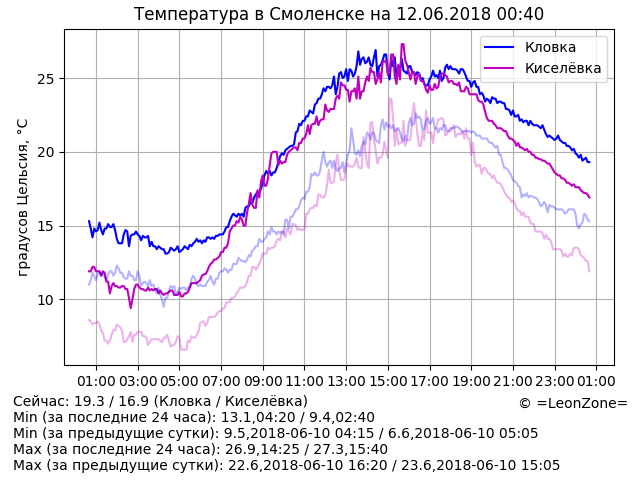 Температура в Смоленске на 12.06.2018 00:40
градусов Цельсия, °C
25
20
15
10
Кловка
Киселёвка
01:00 03:00 05:00 07:00 09:00 11:00 13:00 15:00 17:00 19:00 21:00 23:00 01:00
Сейчас: 19.3 / 16.9 (Кловка / Киселёвка)
© =LeonZone=
Min (за последние 24 часа): 13.1,04:20 / 9.4,02:40
Min (за предыдущие сутки): 9.5,2018-06-10 04:15 / 6.6,2018-06-10 05:05
Max (за последние 24 часа): 26.9,14:25 / 27.3,15:40
Max (за предыдущие сутки): 22.6,2018-06-10 16:20 / 23.6,2018-06-10 15:05